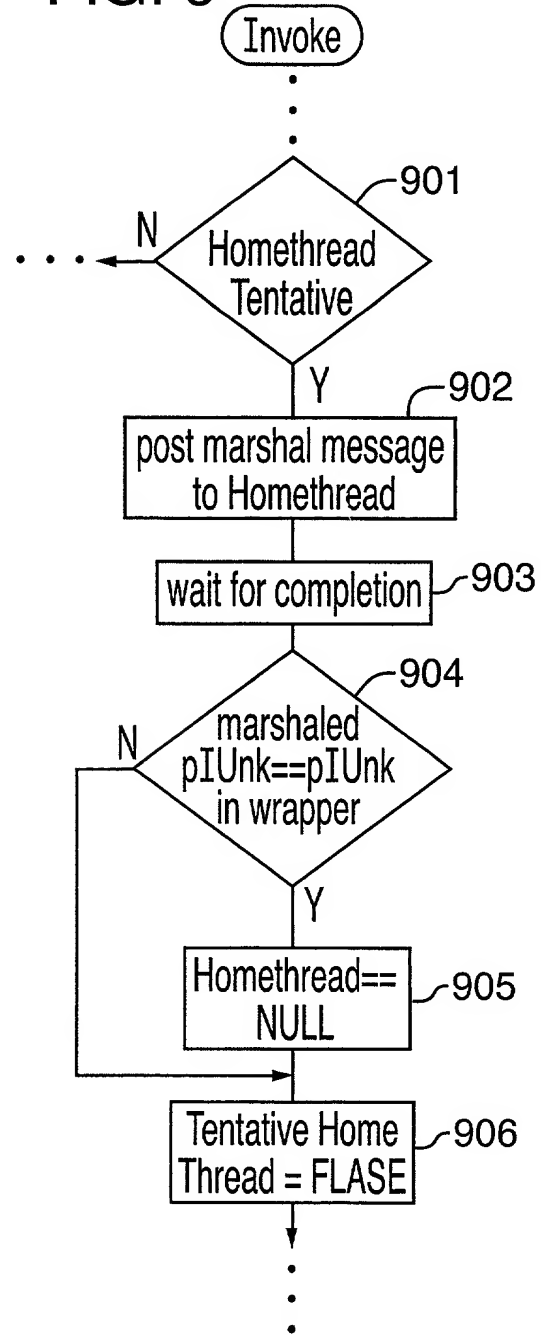 Invoke
901
N
Homethread
Tentative
Y
902
post marshal message
to Homethread
wait for completion
903
904
N
marshaled
pIUnk==pIUnk
in wrapper
Y
Homethread==
NULL
905
Tentative Home
Thread = FLASE
906